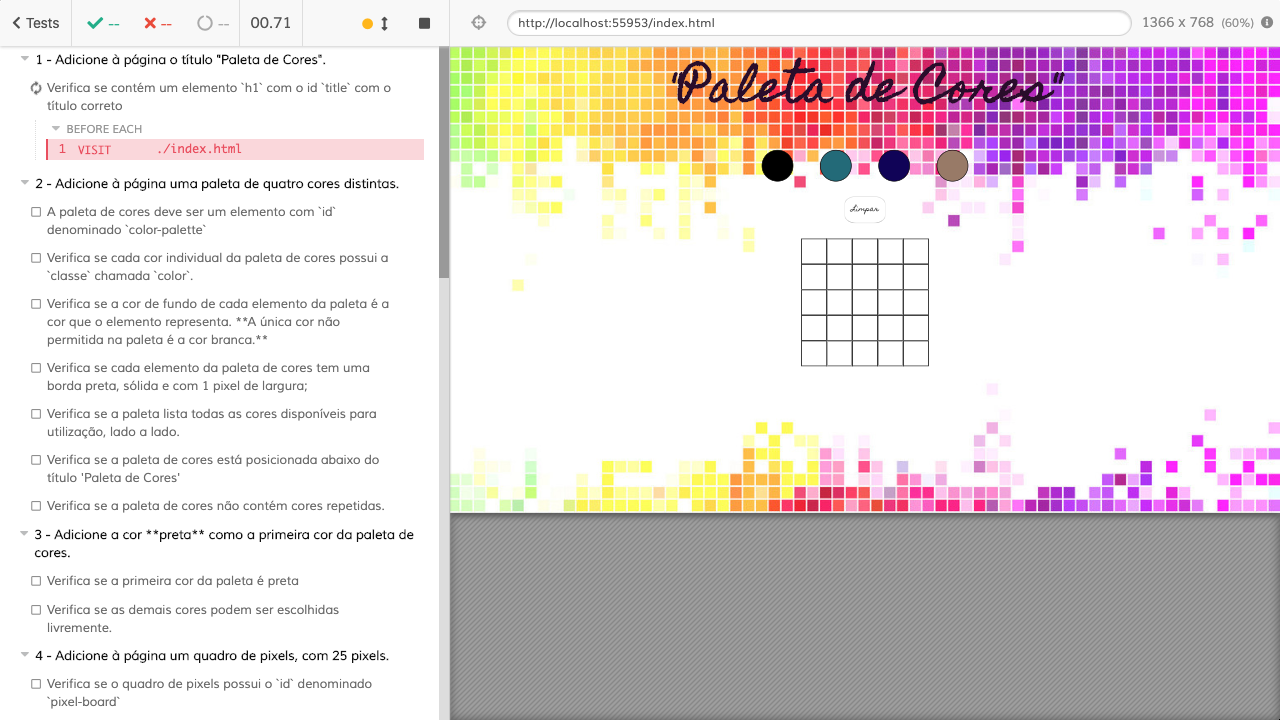 Tests -- -- -- 00.71 http://localhost:55953/index.html 1366 x 768 (60%)
1 - Adicione à página o título "Paleta de Cores".
Verifica se contém um elemento `h1` com o id `title` com o
título correto
BEFORE EACH
1 VISIT ./index.html
2 - Adicione à página uma paleta de quatro cores distintas.
A paleta de cores deve ser um elemento com `id`
denominado `color-palette`
Verifica se cada cor individual da paleta de cores possui a
`classe` chamada `color`.
Verifica se a cor de fundo de cada elemento da paleta é a
cor que o elemento representa. **A única cor não
permitida na paleta é a cor branca.**
Verifica se cada elemento da paleta de cores tem uma
borda preta, sólida e com 1 pixel de largura;
Verifica se a paleta lista todas as cores disponíveis para
utilização, lado a lado.
Verifica se a paleta de cores está posicionada abaixo do
título 'Paleta de Cores'
Verifica se a paleta de cores não contém cores repetidas.
3 - Adicione a cor **preta** como a primeira cor da paleta de
cores.
Verifica se a primeira cor da paleta é preta
Verifica se as demais cores podem ser escolhidas
livremente.
4 - Adicione à página um quadro de pixels, com 25 pixels.
Verifica se o quadro de pixels possui o `id` denominado
`pixel-board`
"Paleta de Cores"
Limpar